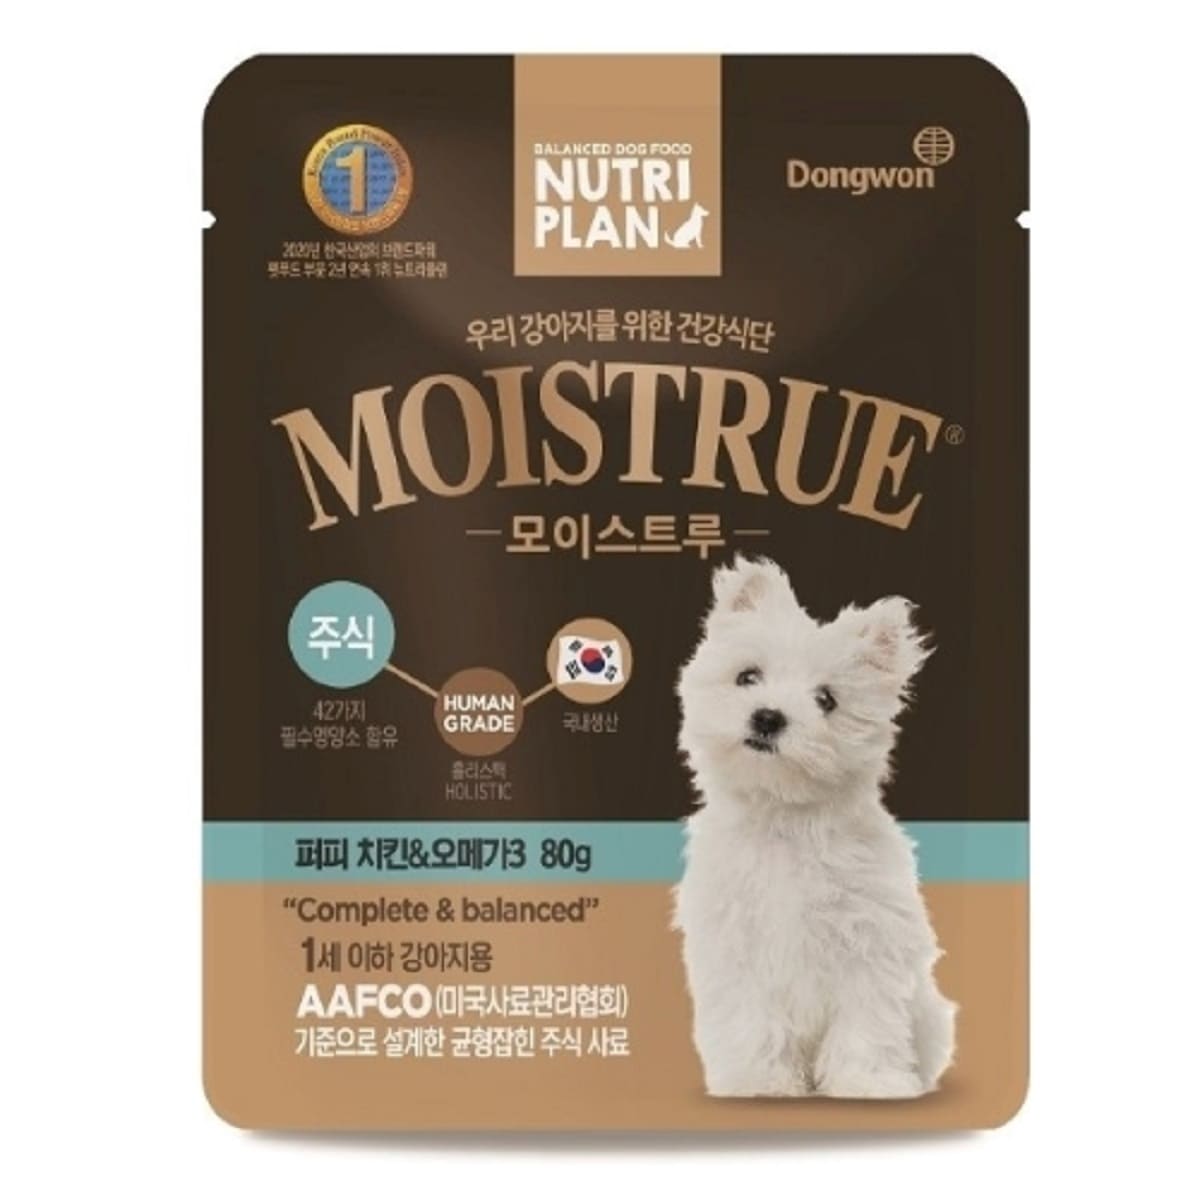 2020년 한국산업의 브랜드파워
펫푸드 부문 2년 연속 1위 뉴트리플랜
1
BALANCED DOG FOOD
NUTRI
PLAN
Dongwon
우리 강아지를 위한 건강식단
MOISTRUE®
모이스트루
주식
42가지
필수영양소 함유
HUMAN
GRADE
홀리스틱
HOLISTIC
국내생산
퍼피 치킨&오메가3 80g
“Complete & balanced”
1세 이하 강아지용
AAFCO(미국사료관리협회)
기준으로 설계한 균형잡힌 주식 사료